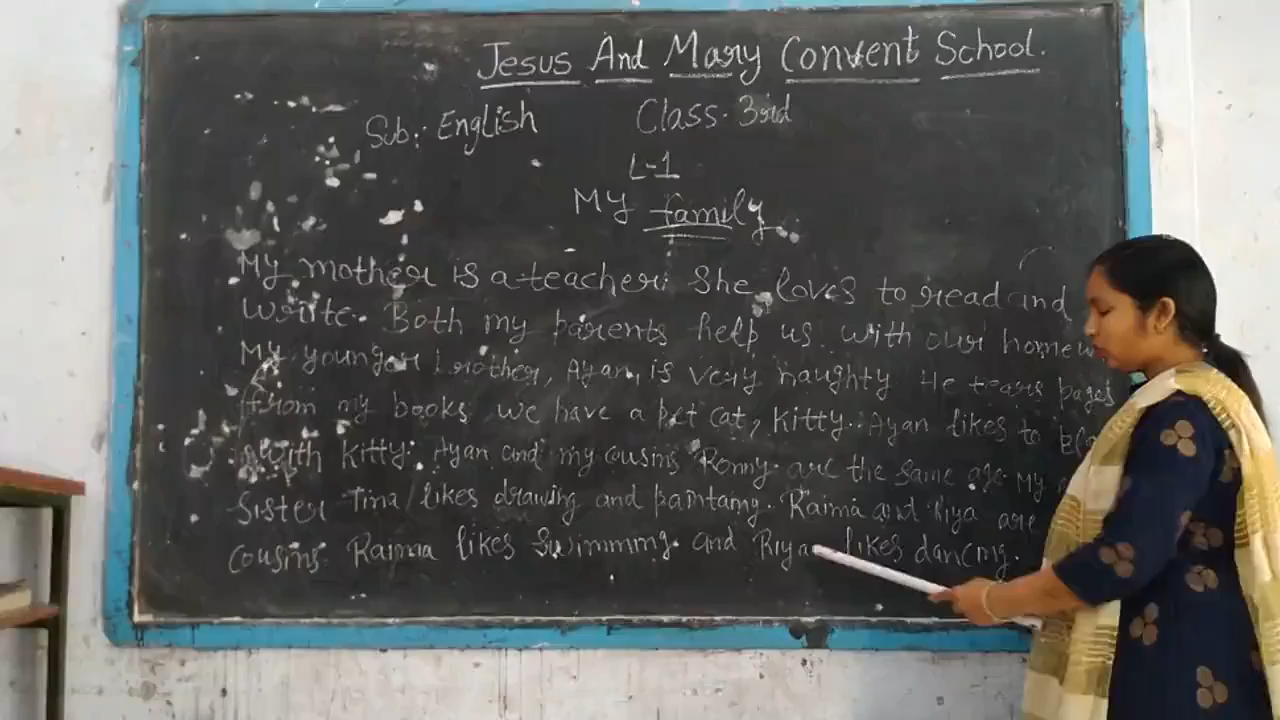 Jesus And Mary Convent School.
Sub: English Class. 3rd
L-1
My family
My mother is a teacher. She loves to read and
write. Both my parents help us with our
My younger brother, Ayan, is very naughty He tears pages
from my books we have a pet cat, Kitty. Ayan likes to
with kitty. Ayan and my cousins Ronny are the same age My
Sister Tina likes drawing and paintaing. Raima and Riya are
cousins. Raimaa likes swimming and Riya likes dancing.